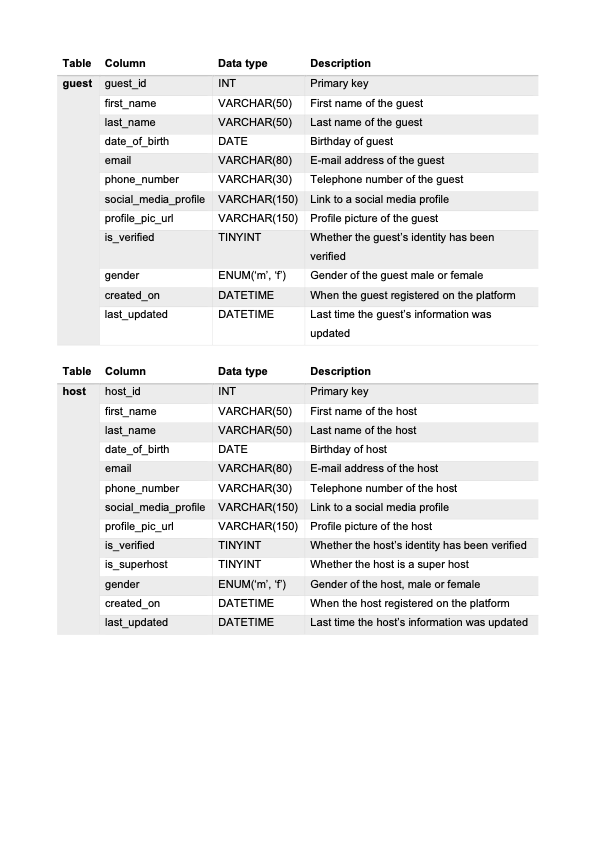 Table Column Data type Description
guest guest_id INT Primary key
first_name VARCHAR(50) First name of the guest
last_name VARCHAR(50) Last name of the guest
date_of_birth DATE Birthday of guest
email VARCHAR(80) E-mail address of the guest
phone_number VARCHAR(30) Telephone number of the guest
social_media_profile VARCHAR(150) Link to a social media profile
profile_pic_url VARCHAR(150) Profile picture of the guest
is_verified TINYINT Whether the guest’s identity has been
verified
gender ENUM(‘m’, ‘f’) Gender of the guest male or female
created_on DATETIME When the guest registered on the platform
last_updated DATETIME Last time the guest’s information was
updated
Table Column Data type Description
host host_id INT Primary key
first_name VARCHAR(50) First name of the host
last_name VARCHAR(50) Last name of the host
date_of_birth DATE Birthday of host
email VARCHAR(80) E-mail address of the host
phone_number VARCHAR(30) Telephone number of the host
social_media_profile VARCHAR(150) Link to a social media profile
profile_pic_url VARCHAR(150) Profile picture of the host
is_verified TINYINT Whether the host’s identity has been verified
is_superhost TINYINT Whether the host is a super host
gender ENUM(‘m’, ‘f’) Gender of the host, male or female
created_on DATETIME When the host registered on the platform
last_updated DATETIME Last time the host’s information was updated